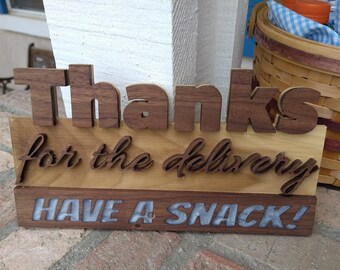 Thanks
for the delivery
HAVE A SNACK!